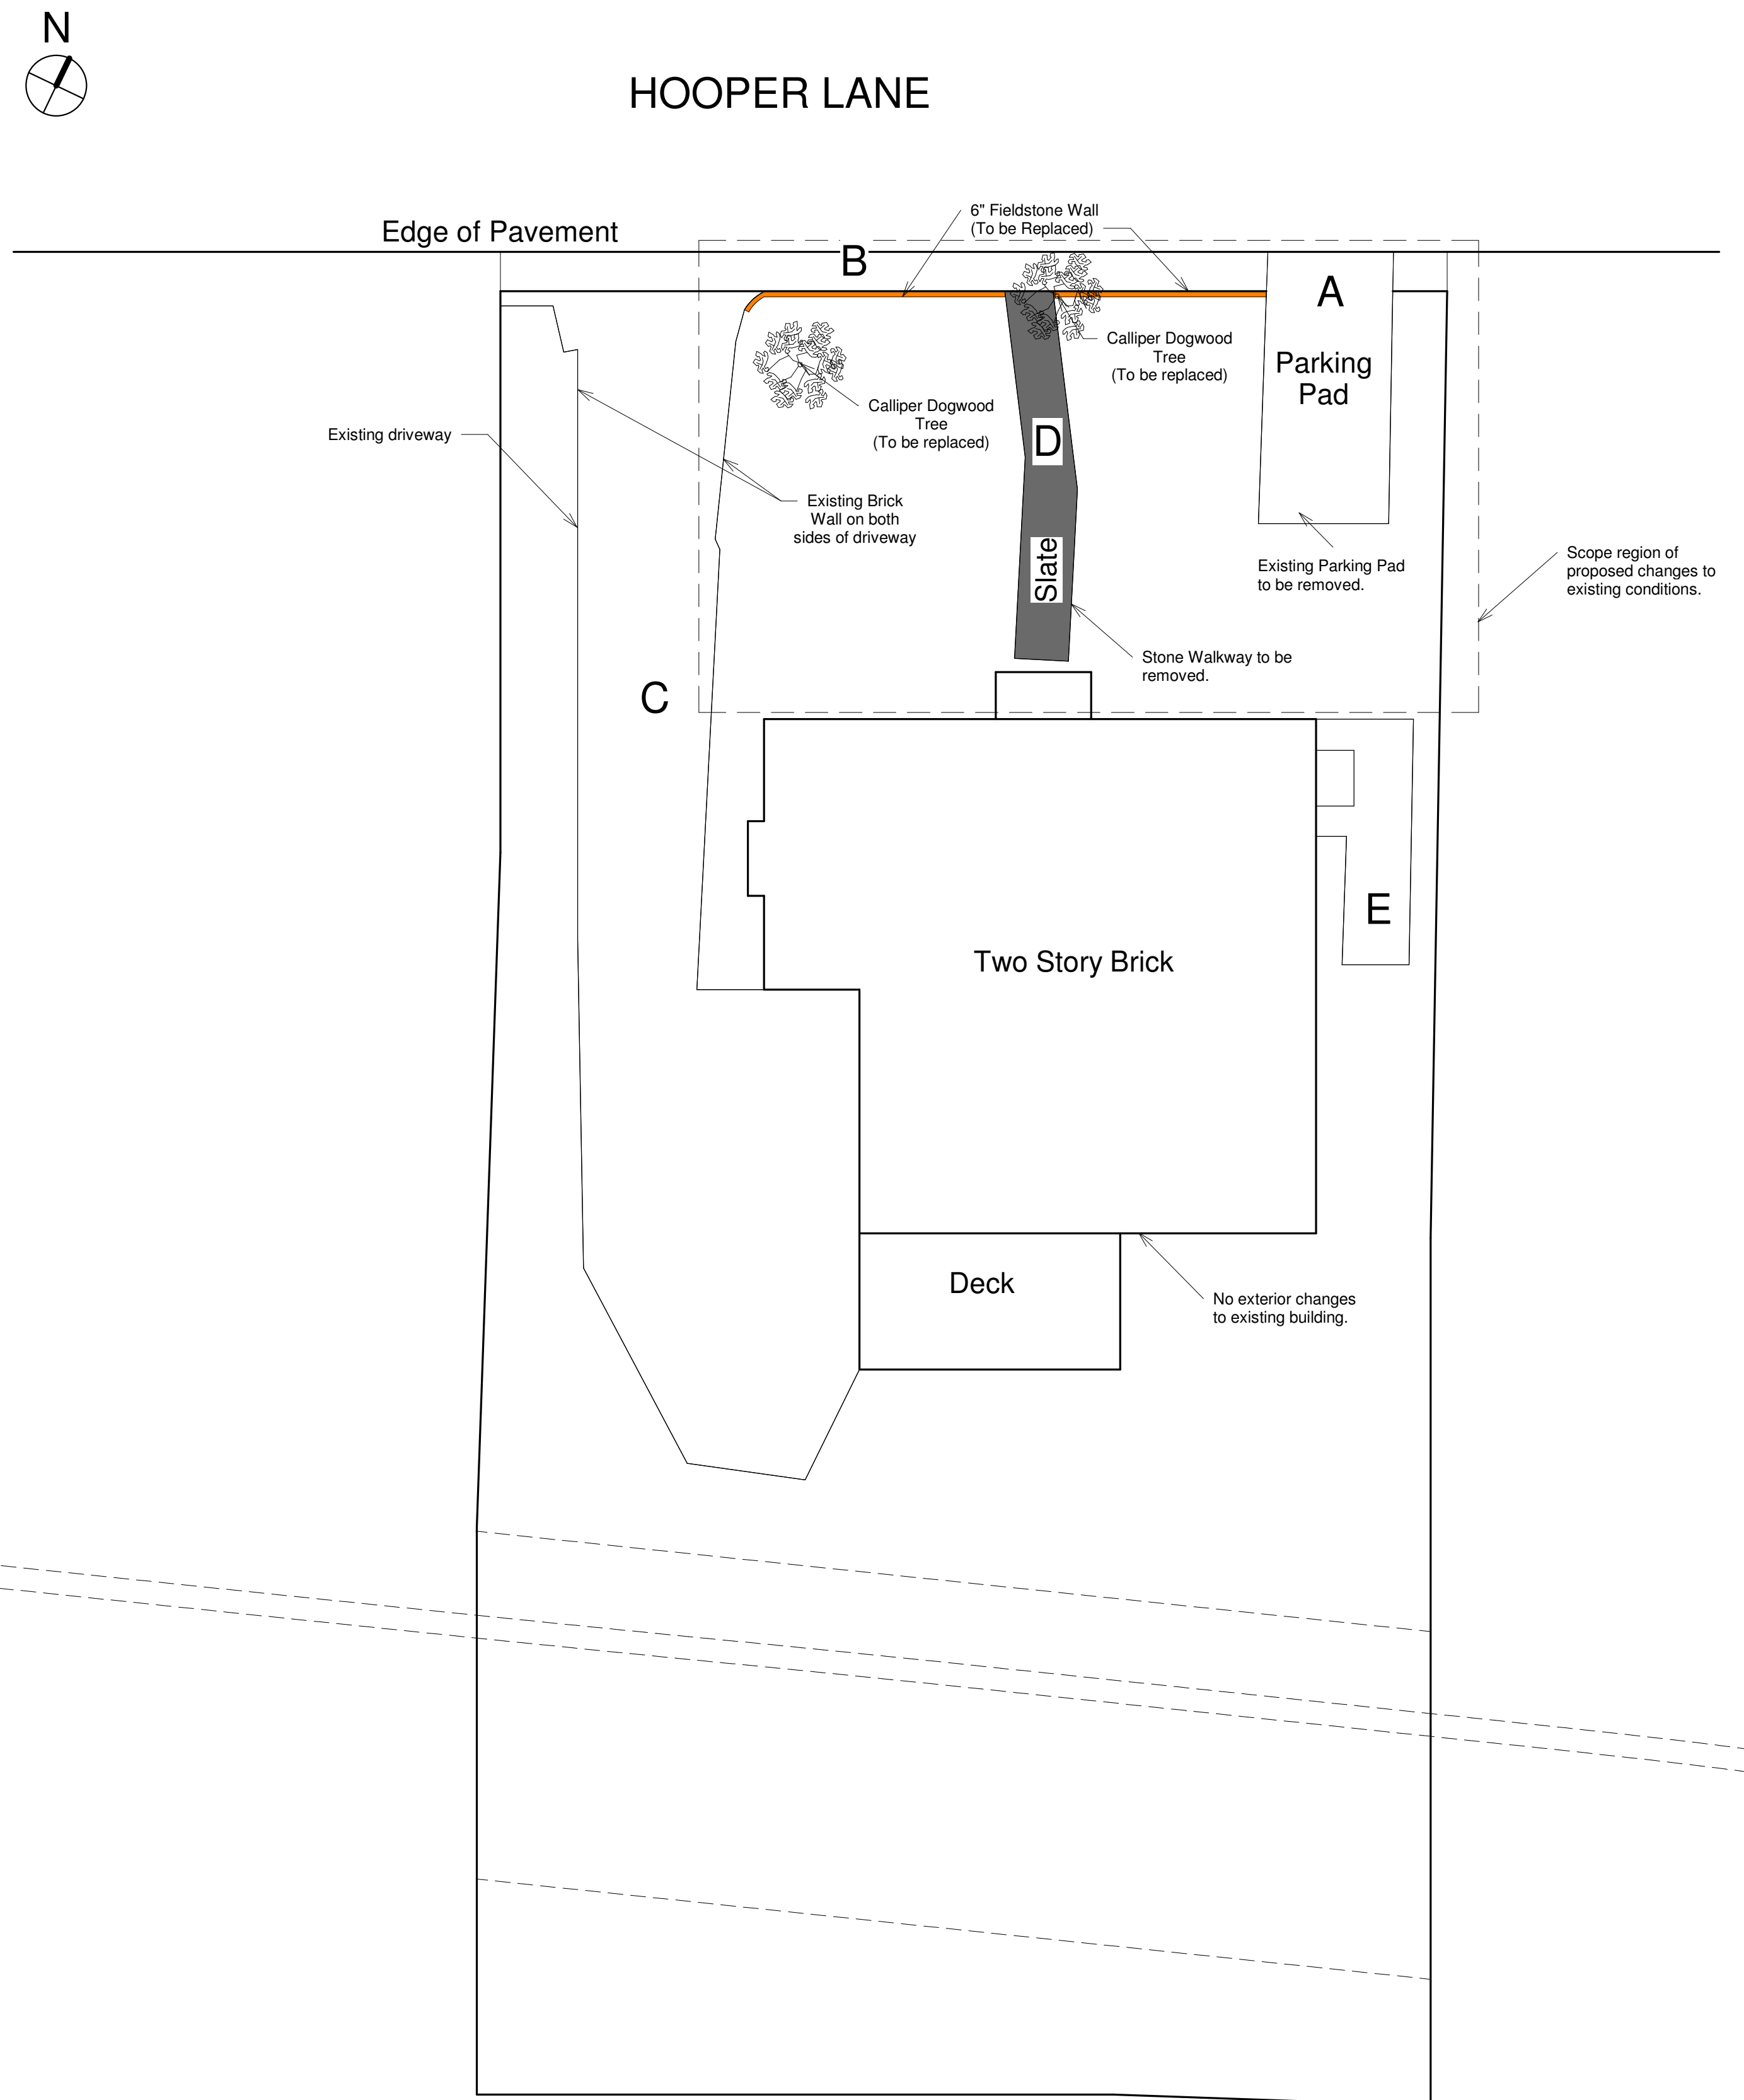 N
HOOPER LANE
6" Fieldstone Wall
(To be Replaced)
Edge of Pavement
B
A
Parking
Pad
Calliper Dogwood
Tree
(To be replaced)
Calliper Dogwood
Tree
(To be replaced)
D
Existing driveway
Existing Brick
Wall on both
sides of driveway
Slate
Existing Parking Pad
to be removed.
Scope region of
proposed changes to
existing conditions.
Stone Walkway to be
removed.
C
E
Two Story Brick
Deck
No exterior changes
to existing building.